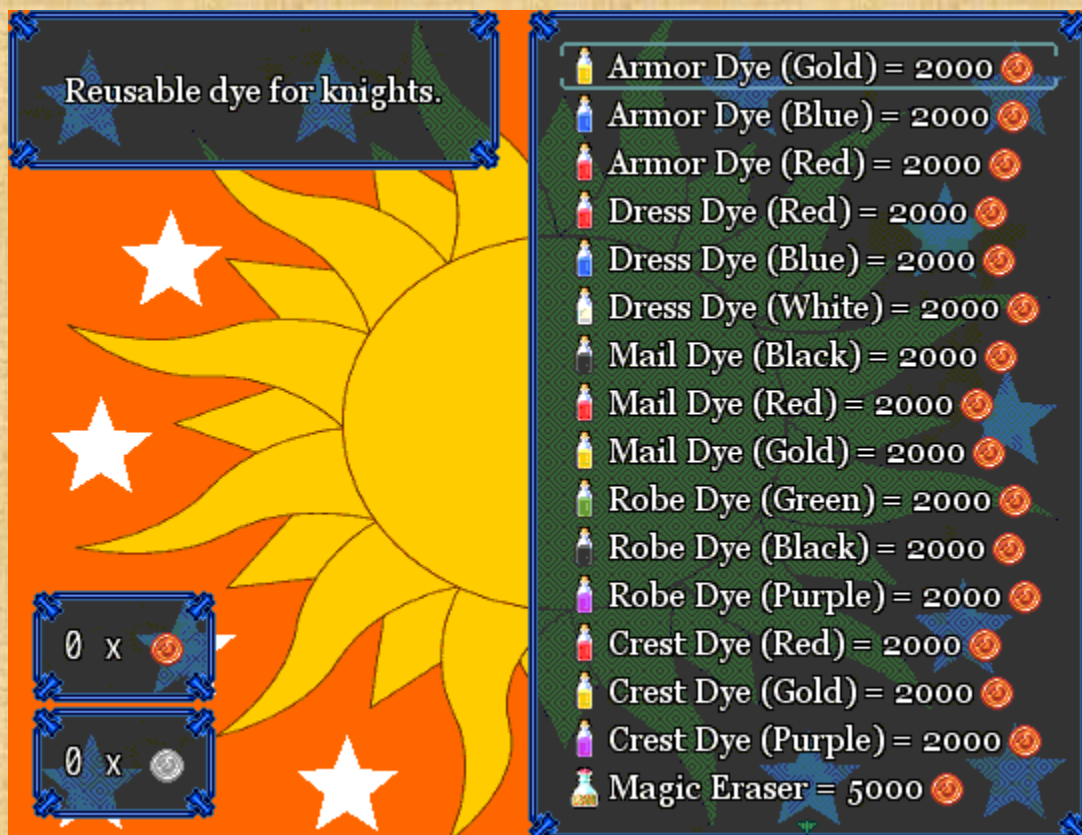 Reusable dye for knights.
Armor Dye (Gold) = 2000
Armor Dye (Blue) = 2000
Armor Dye (Red) = 2000
Dress Dye (Red) = 2000
Dress Dye (Blue) = 2000
Dress Dye (White) = 2000
Mail Dye (Black) = 2000
Mail Dye (Red) = 2000
Mail Dye (Gold) = 2000
Robe Dye (Green) = 2000
Robe Dye (Black) = 2000
Robe Dye (Purple) = 2000
Crest Dye (Red) = 2000
Crest Dye (Gold) = 2000
Crest Dye (Purple) = 2000
Magic Eraser = 5000
0 x
0 x